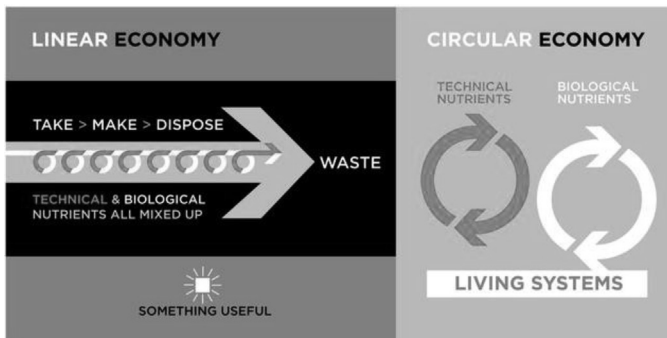 LINEAR ECONOMY
TAKE > MAKE > DISPOSE
WASTE
TECHNICAL & BIOLOGICAL
NUTRIENTS ALL MIXED UP
SOMETHING USEFUL
CIRCULAR ECONOMY
TECHNICAL
NUTRIENTS
BIOLOGICAL
NUTRIENTS
LIVING SYSTEMS